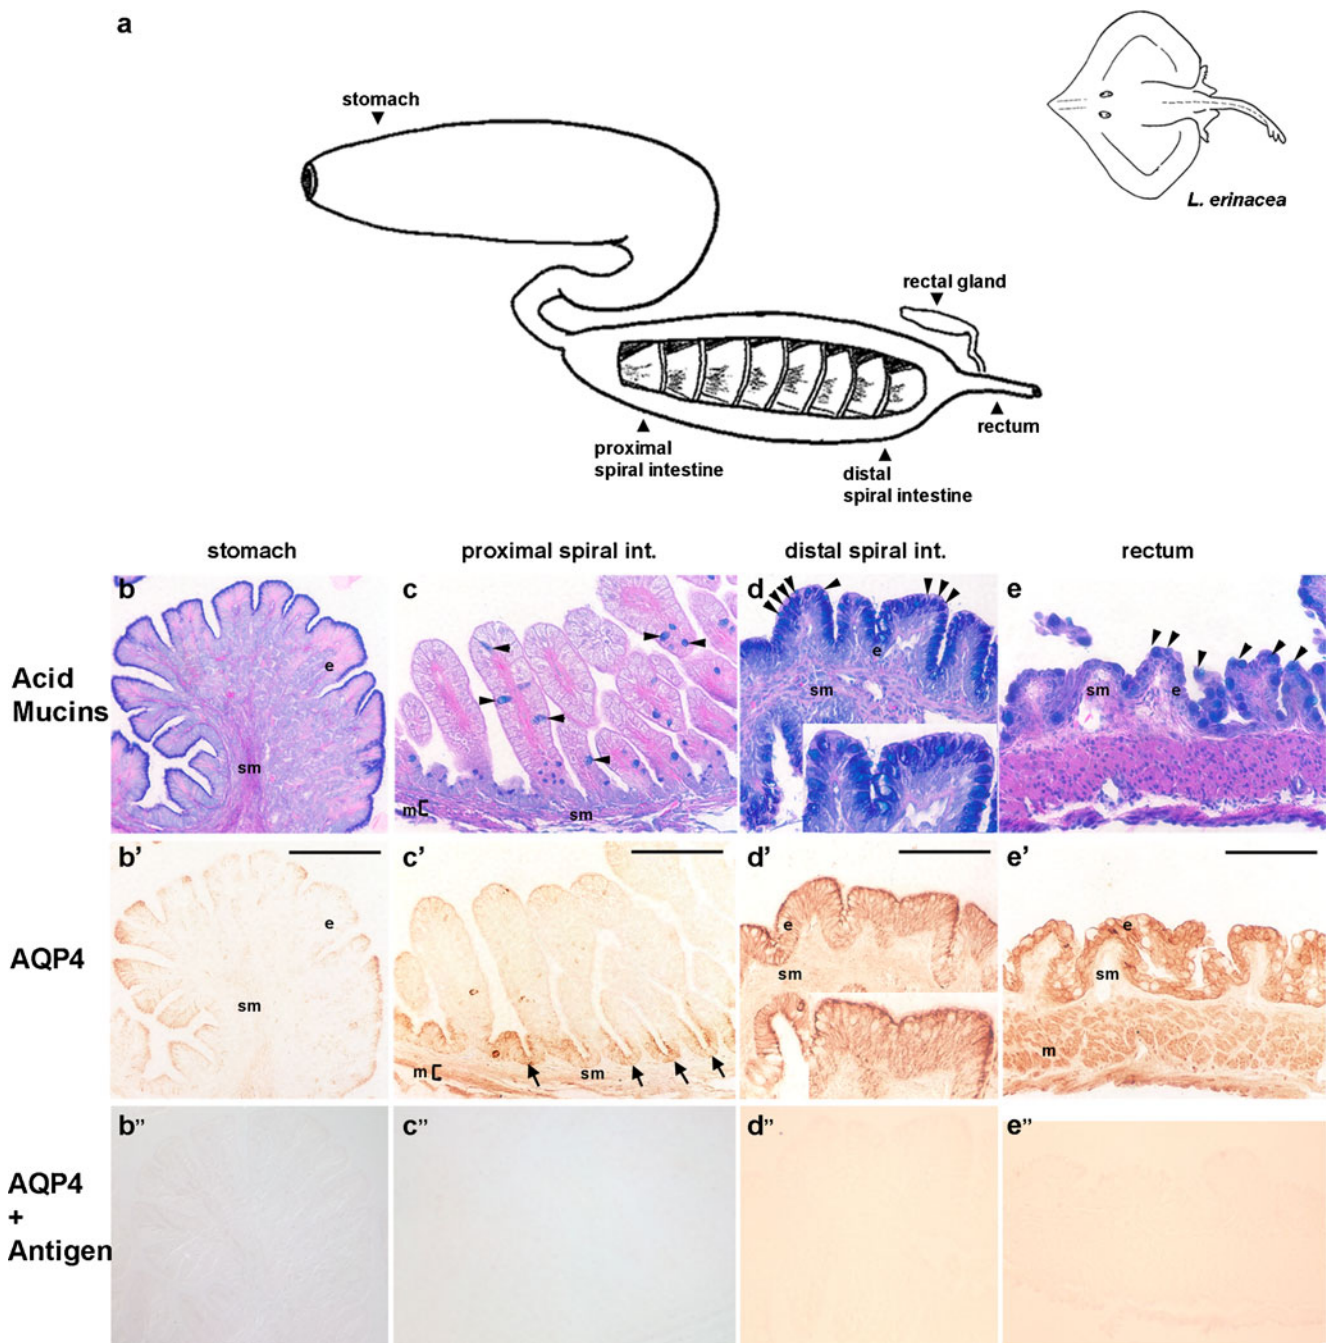 a
stomach
L. erinacea
rectal gland
rectum
proximal
spiral intestine
distal
spiral intestine
stomach
proximal spiral int.
distal spiral int.
rectum
Acid
Mucins
b
e
sm
c
m
sm
d
e
sm
e
sm
e
AQP4
b'
e
sm
c'
m
sm
d'
e
sm
e'
e
sm
m
AQP4
+
Antigen
b"
c"
d"
e"